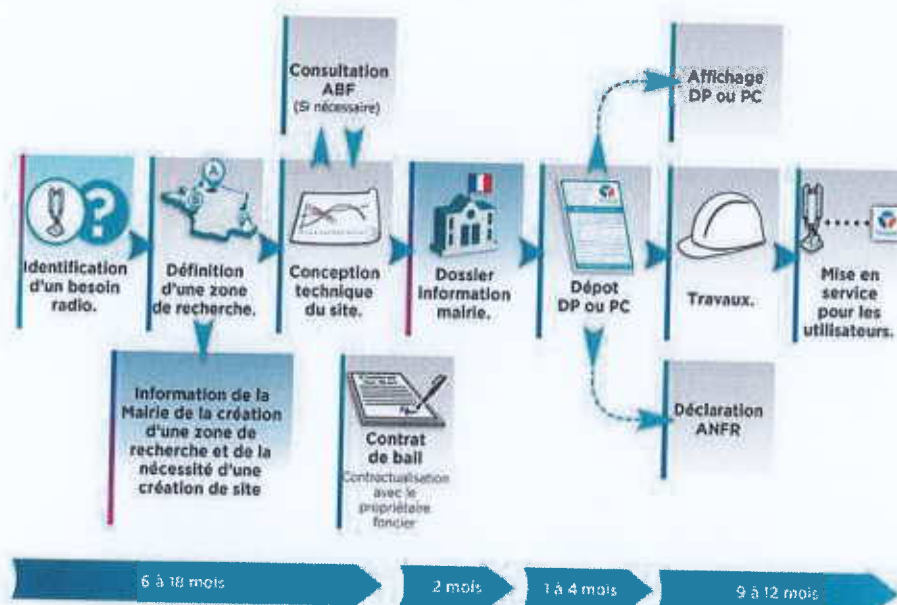 Consultation
ABF
(Si nécessaire)
Affichage
DP ou PC
A
Identification
d'un besoin
radio.
Définition
d'une zone
de recherche.
Conception
technique
du site.
Dossier
information
mairie.
Dépot
DP ou PC
Travaux.
Mise en
service
pour les
utilisateurs.
Information de la
Mairie de la création
d'une zone de
recherche et de la
nécessité d'une
création de site
Contrat
de bail
Contractualisation
avec le
propriétaire
foncier
Déclaration
ANFR
6 à 18 mois
2 mois
1 à 4 mois
9 à 12 mois